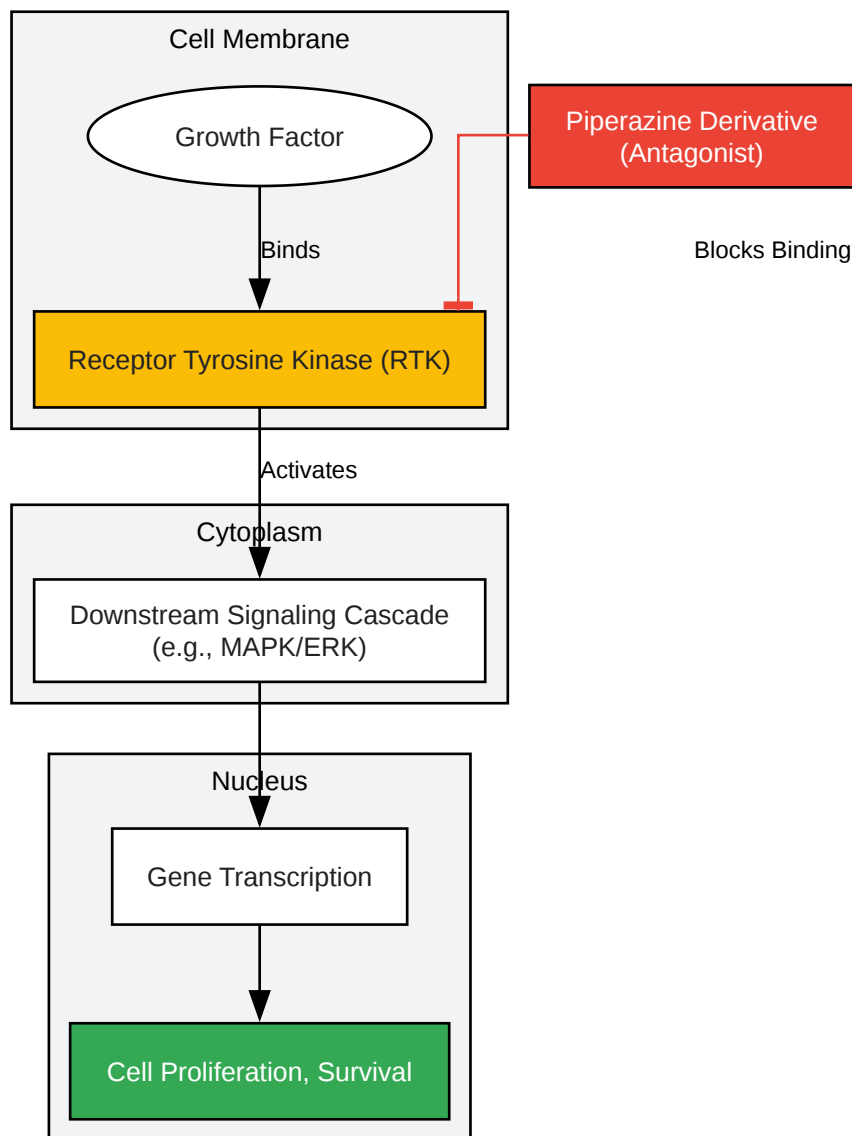 Cell Membrane
Growth Factor
Piperazine Derivative
(Antagonist)
Binds
Blocks Binding
Receptor Tyrosine Kinase (RTK)
Activates
Cytoplasm
Downstream Signaling Cascade
(e.g., MAPK/ERK)
Nucleus
Gene Transcription
Cell Proliferation, Survival